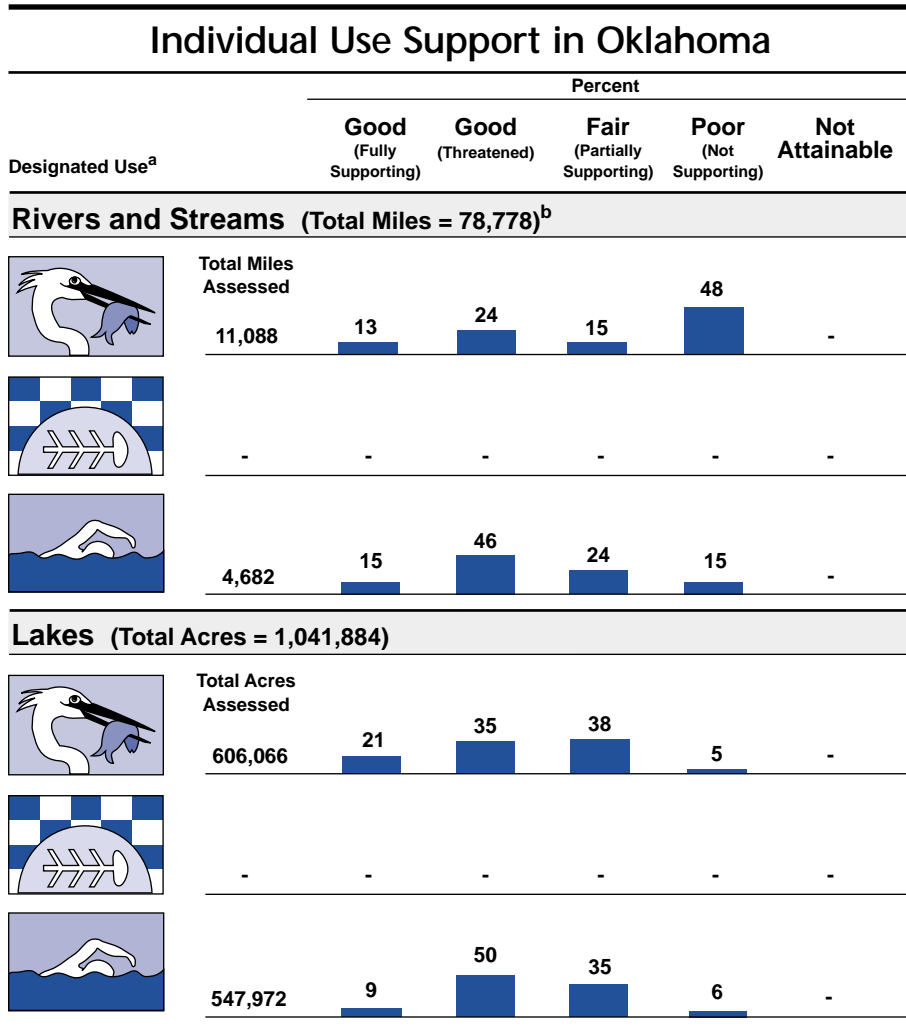 Individual Use Support in Oklahoma
Percent
Designated Use^a
Good (Fully Supporting)
Good (Threatened)
Fair (Partially Supporting)
Poor (Not Supporting)
Not Attainable
Rivers and Streams (Total Miles = 78,778)^b
Total Miles Assessed
11,088 13 24 15 48 -
- - - - - -
4,682 15 46 24 15 -
Lakes (Total Acres = 1,041,884)
Total Acres Assessed
606,066 21 35 38 5 -
- - - - - -
547,972 9 50 35 6 -